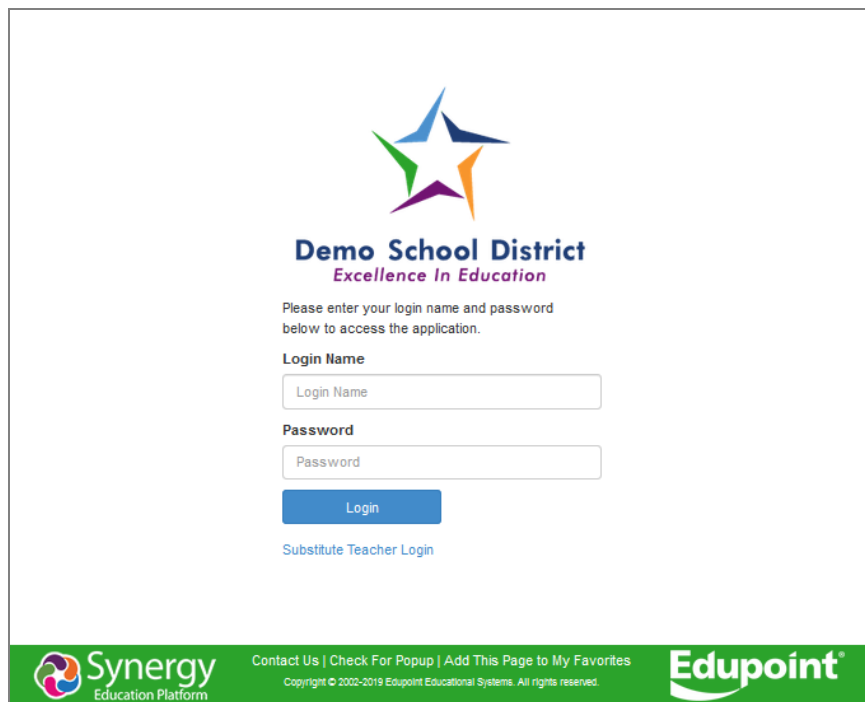 Demo School District
Excellence In Education
Please enter your login name and password
below to access the application.
Login Name
Login Name
Password
Password
Login
Substitute Teacher Login
Synergy
Education Platform
Contact Us | Check For Popup | Add This Page to My Favorites
Copyright © 2002-2019 Edupoint Educational Systems. All rights reserved.
Edupoint®